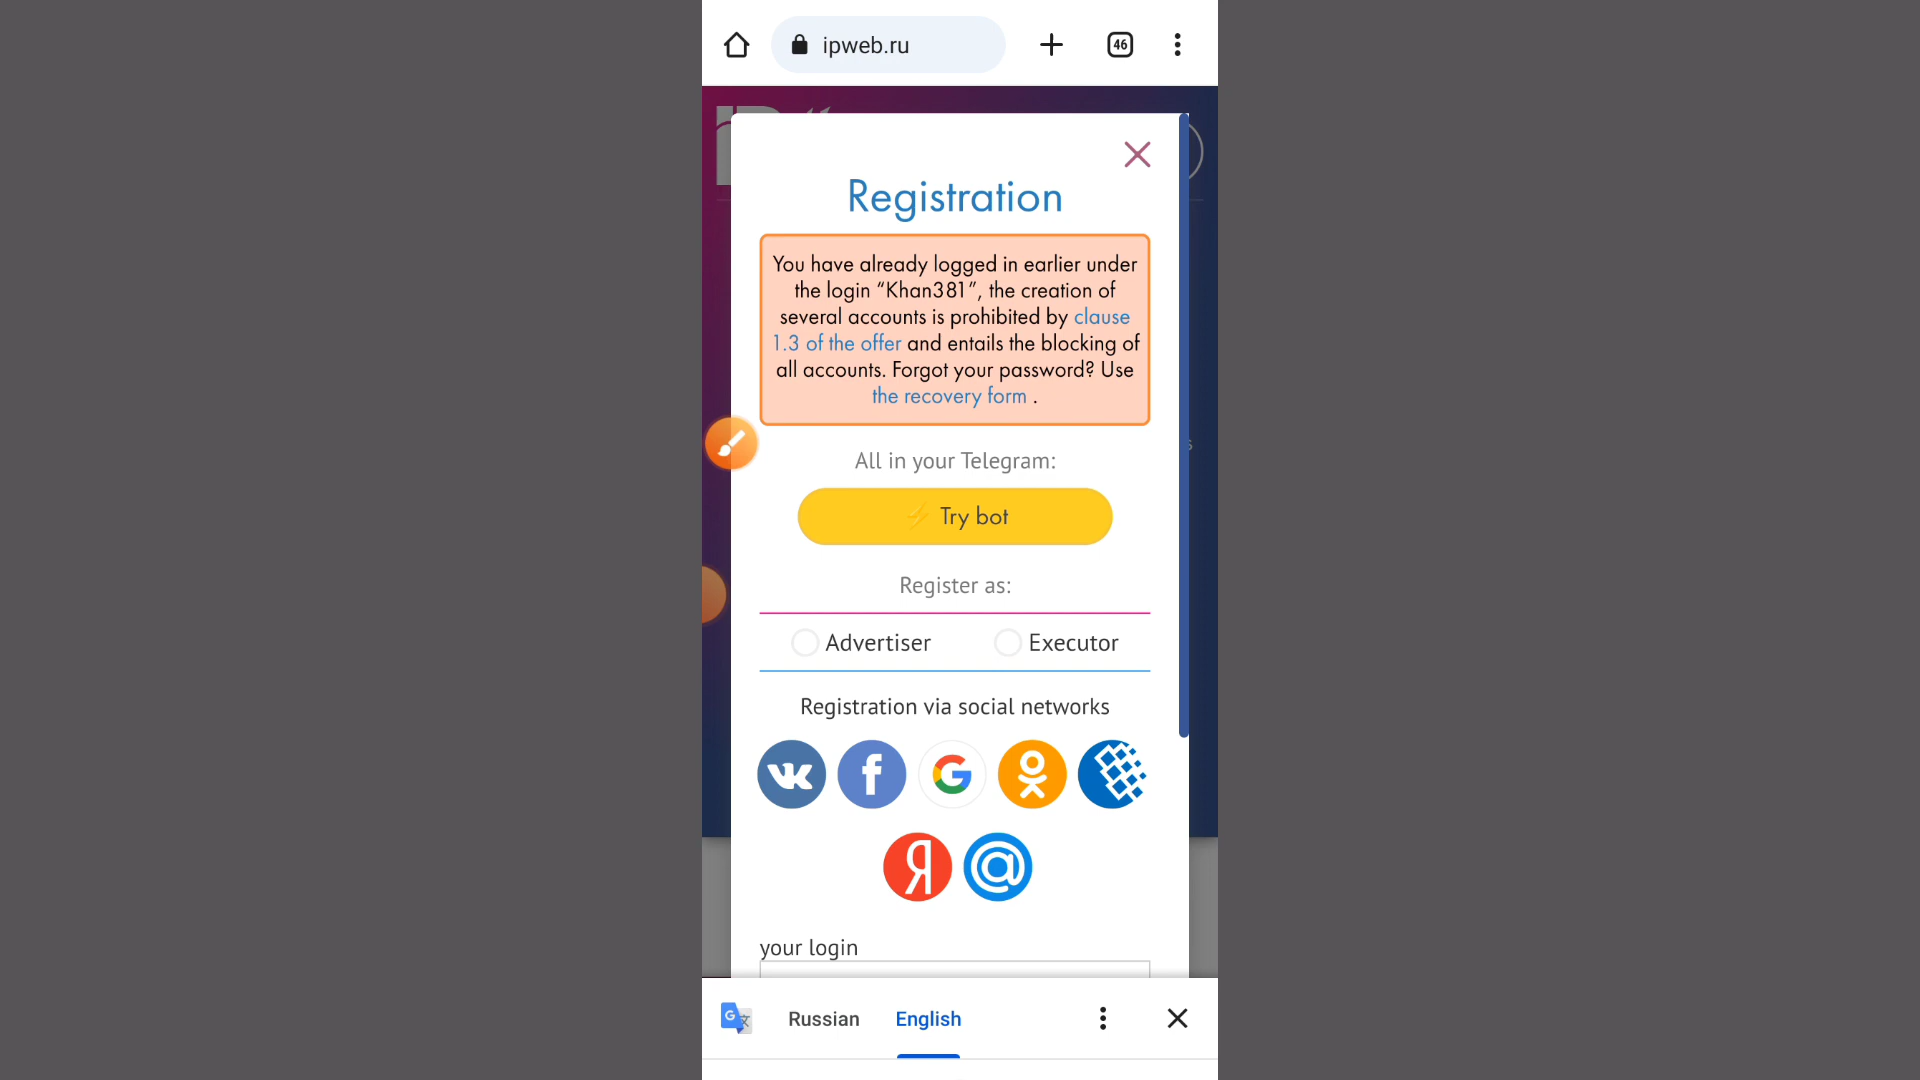 ipweb.ru
46
Registration
You have already logged in earlier under
the login “Khan381”, the creation of
several accounts is prohibited by clause
1.3 of the offer and entails the blocking of
all accounts. Forgot your password? Use
the recovery form .
All in your Telegram:
⚡ Try bot
Register as:
Advertiser Executor
Registration via social networks
your login
Russian English